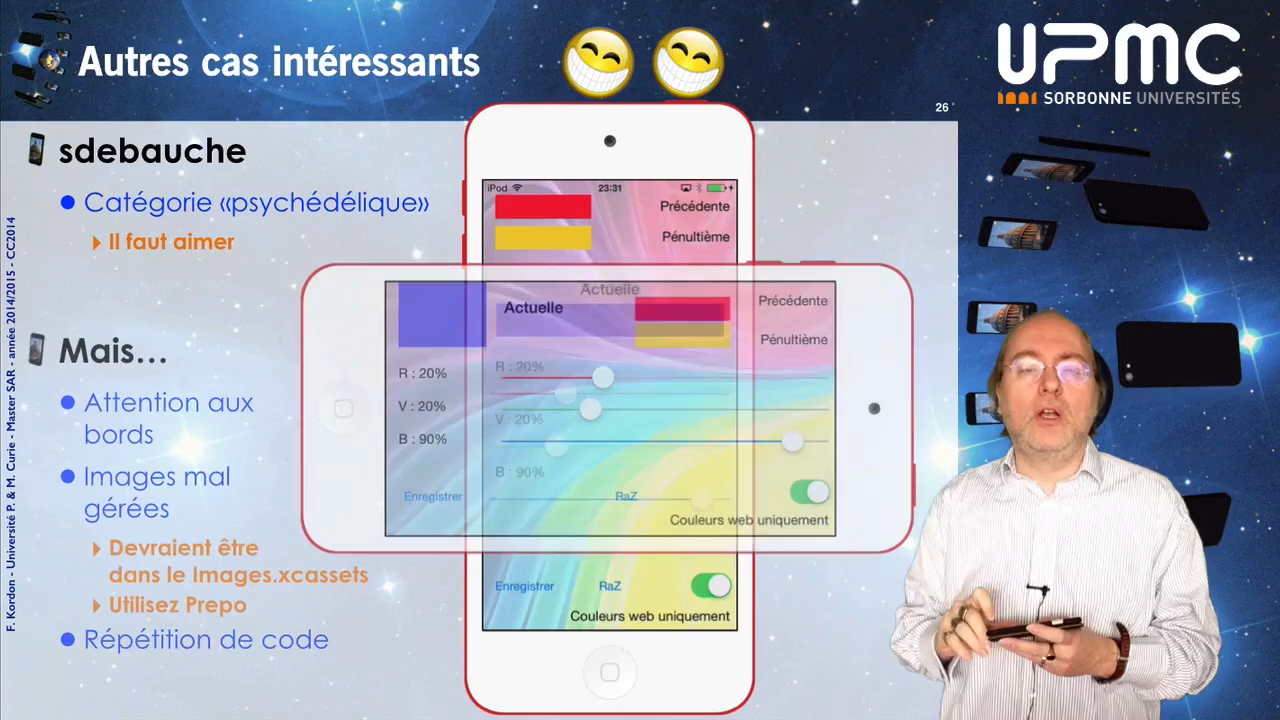 Autres cas intéressants
UPMC
SORBONNE UNIVERSITÉS
26
sdebauche
Catégorie «psychédélique»
Il faut aimer
Mais…
Attention aux
bords
Images mal
gérées
Devraient être
dans le Images.xcassets
Utilisez Prepo
Répétition de code
F. Kordon - Université P. & M. Curie - Master SAR - année 2014/2015 - CC2014
iPod
23:31
Précédente
Pénultième
Actuelle
Actuelle
Précédente
Pénultième
R : 20%
R : 20%
V : 20%
V : 20%
B : 90%
B : 90%
Enregistrer
RaZ
Couleurs web uniquement
Enregistrer
RaZ
Couleurs web uniquement